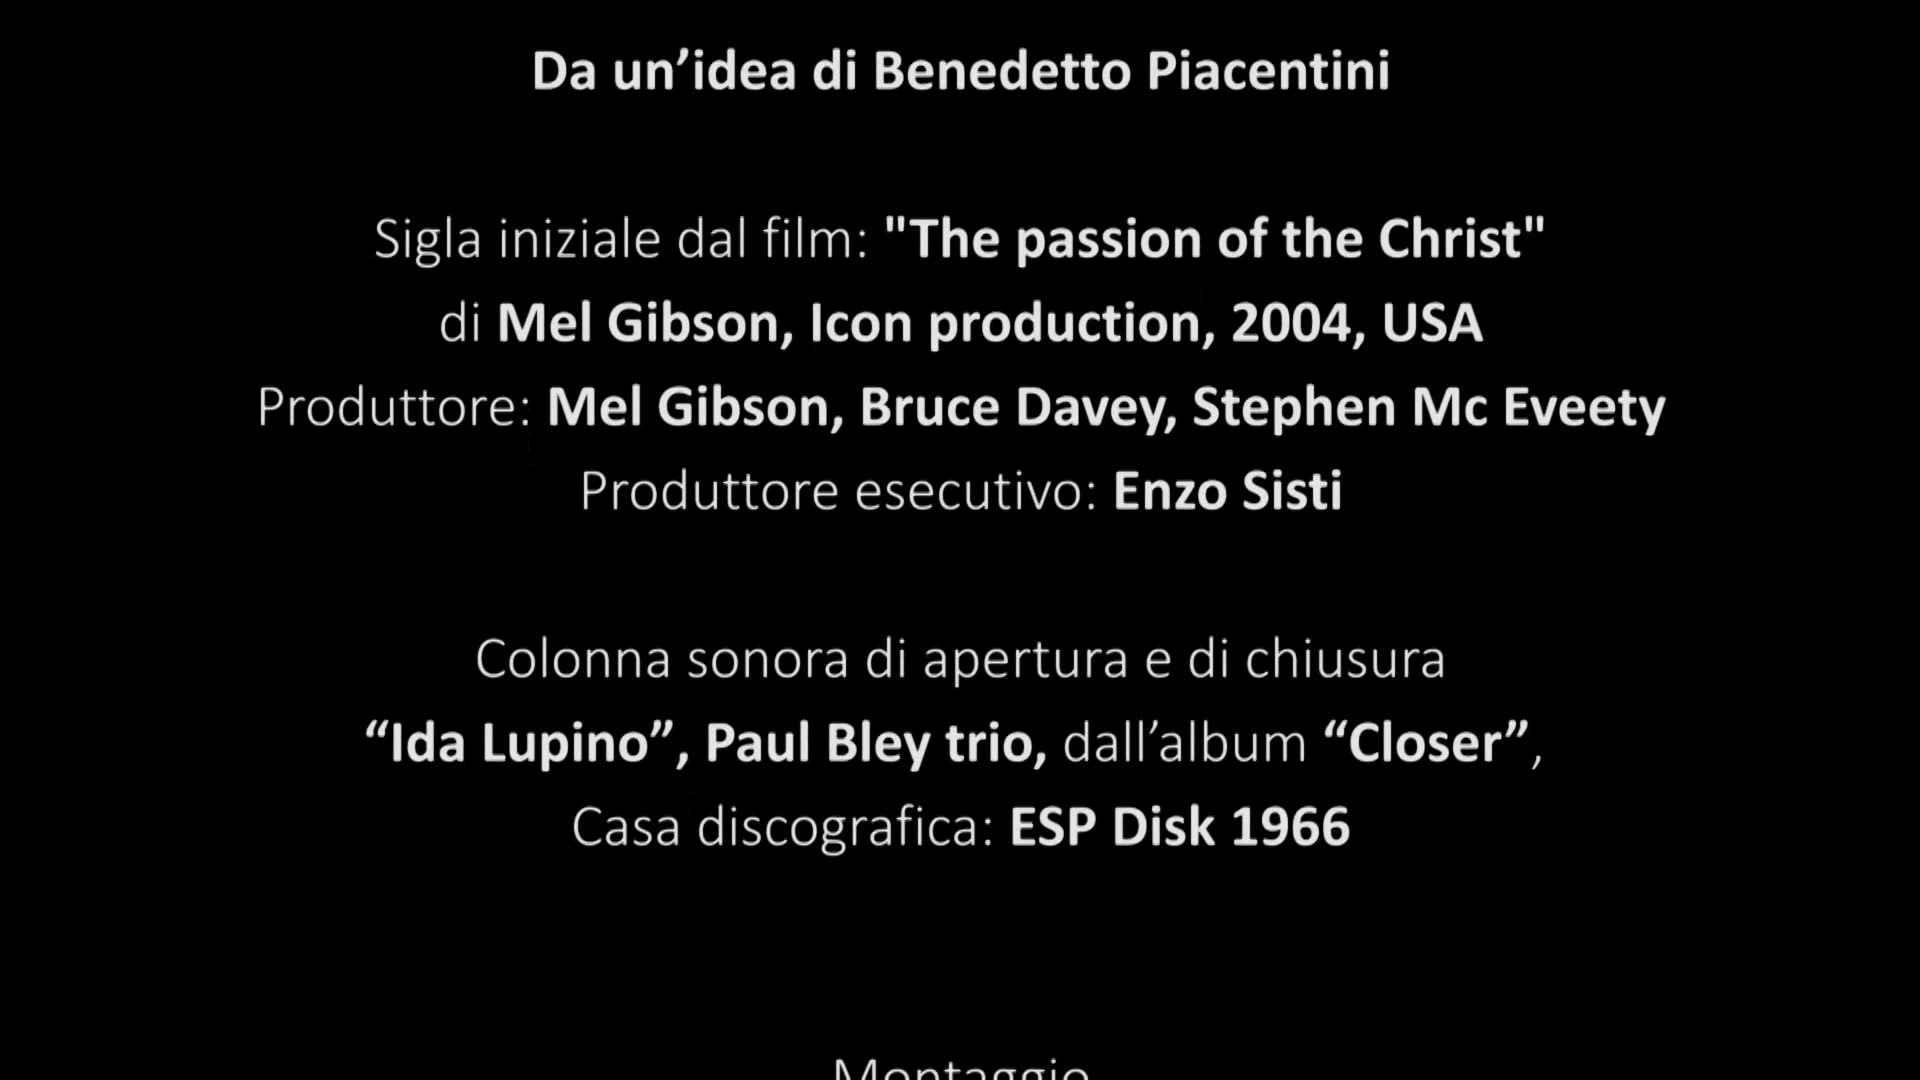 Da un’idea di Benedetto Piacentini
Sigla iniziale dal film: "The passion of the Christ"
di Mel Gibson, Icon production, 2004, USA
Produttore: Mel Gibson, Bruce Davey, Stephen Mc Eveety
Produttore esecutivo: Enzo Sisti
Colonna sonora di apertura e di chiusura
“Ida Lupino”, Paul Bley trio, dall’album “Closer”,
Casa discografica: ESP Disk 1966
Montaggio